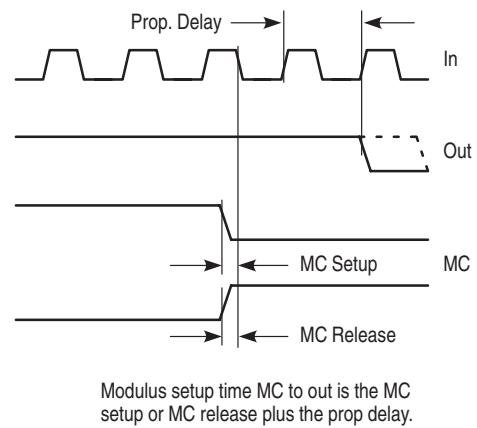 Prop. Delay
In
Out
MC Setup
MC
MC Release
Modulus setup time MC to out is the MC
setup or MC release plus the prop delay.